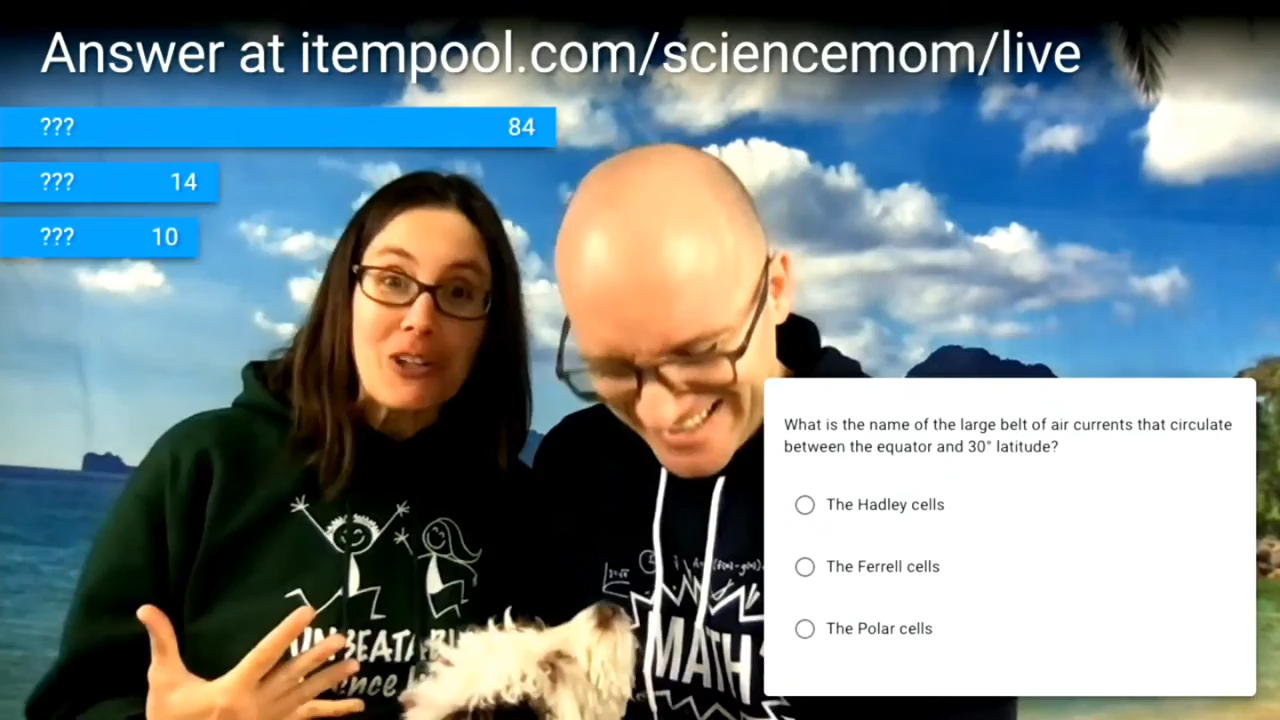 Answer at itempool.com/sciencemom/live
??? 84
??? 14
??? 10
What is the name of the large belt of air currents that circulate
between the equator and 30° latitude?
The Hadley cells
The Ferrell cells
The Polar cells
MATH